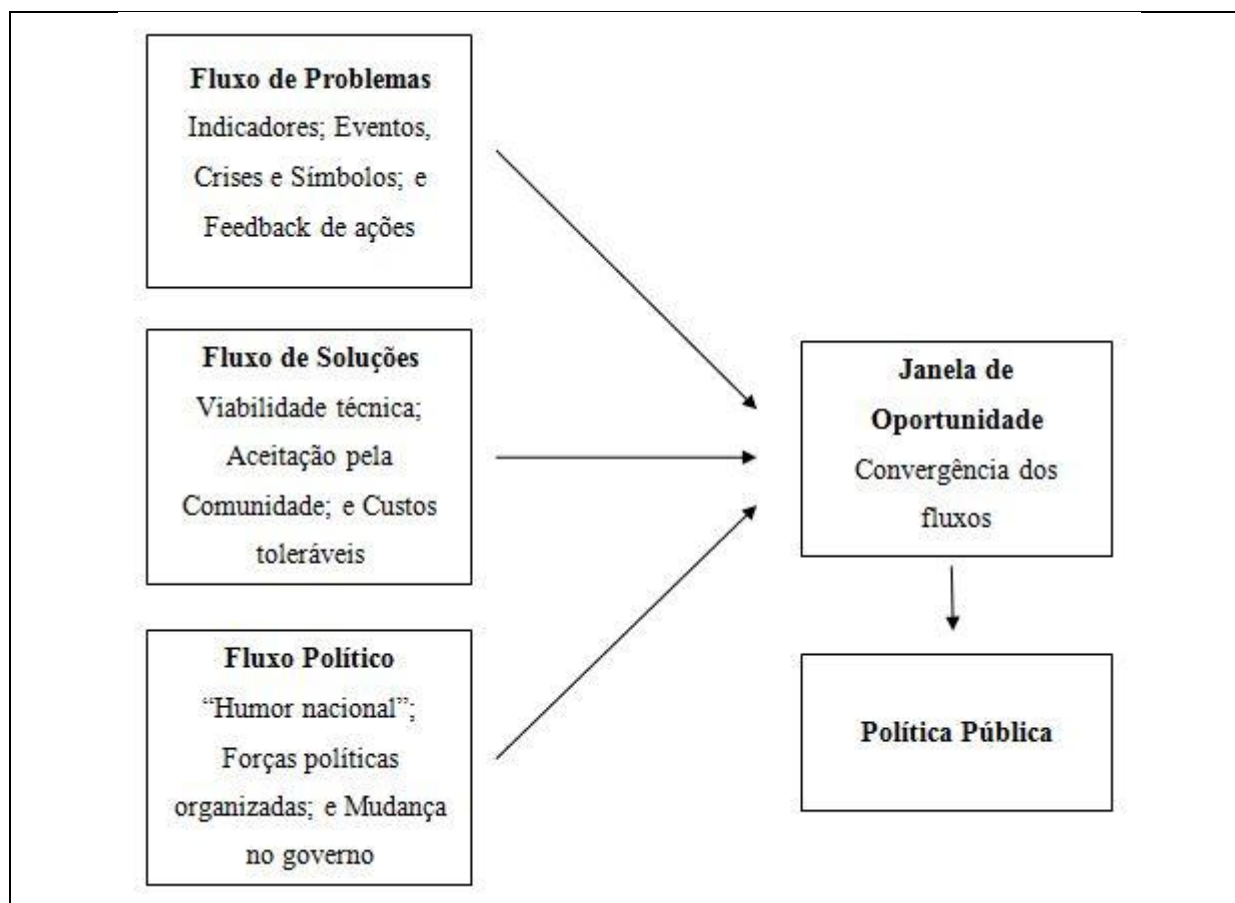 Fluxo de Problemas
Indicadores; Eventos,
Crises e Símbolos; e
Feedback de ações
Fluxo de Soluções
Viabilidade técnica;
Aceitação pela
Comunidade; e Custos
toleráveis
Fluxo Político
“Humor nacional”;
Forças políticas
organizadas; e Mudança
no governo
Janela de
Oportunidade
Convergência dos
fluxos
Política Pública